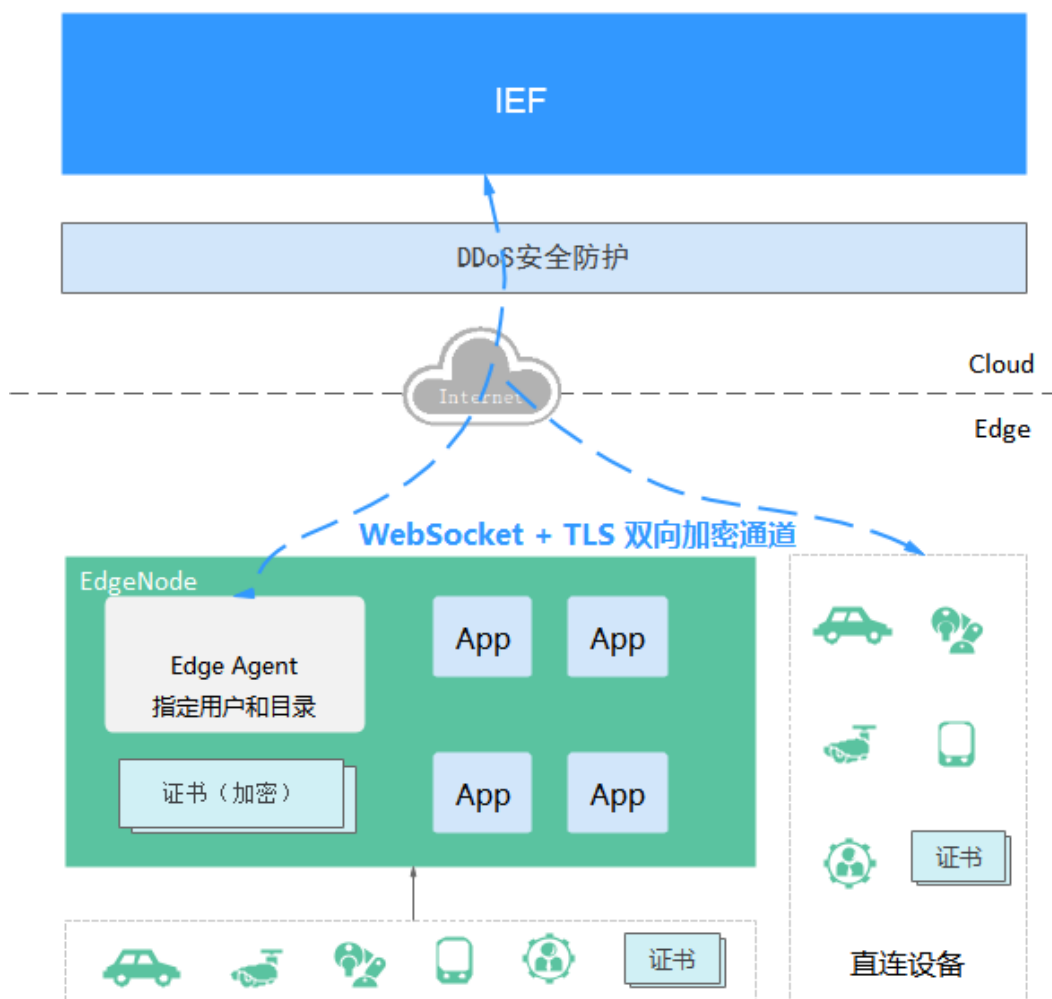 IEF
DDoS安全防护
Cloud
Internet
Edge
WebSocket + TLS 双向加密通道
EdgeNode
Edge Agent
指定用户和目录
App
App
证书（加密）
App
App
证书
直连设备
证书